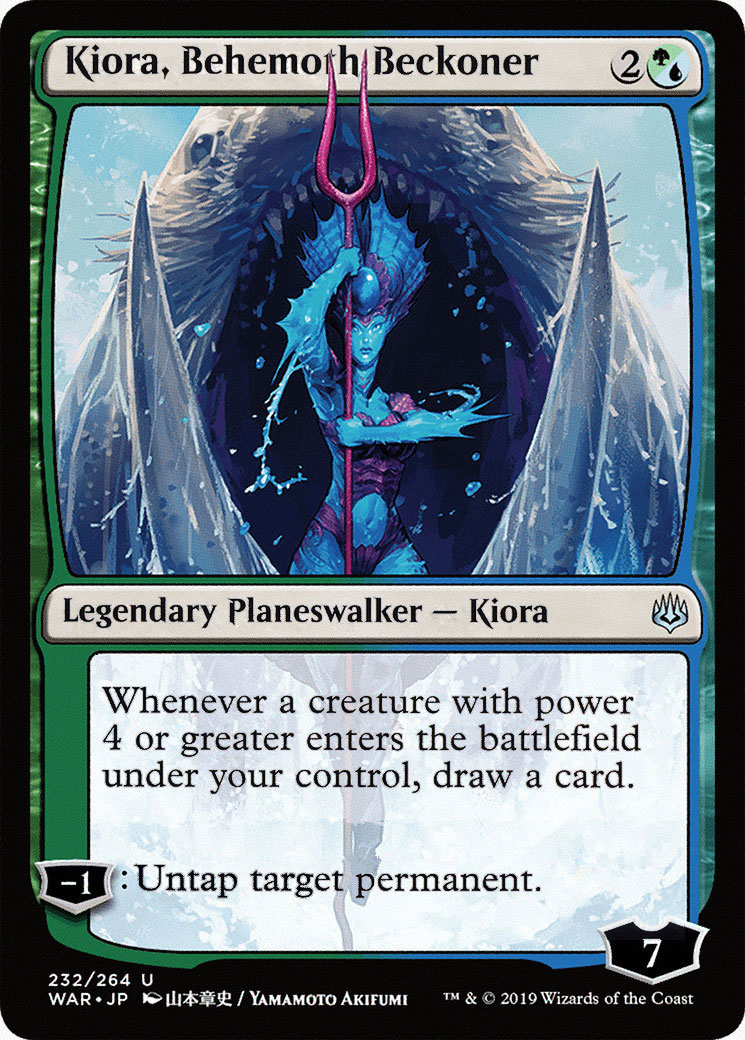 Kiora, Behemoth Beckoner 2
Legendary Planeswalker — Kiora
Whenever a creature with power
4 or greater enters the battlefield
under your control, draw a card.
−1 : Untap target permanent.
7
232/264 U
WAR • JP 山本章史 / YAMAMOTO AKIFUMI ™ & © 2019 Wizards of the Coast